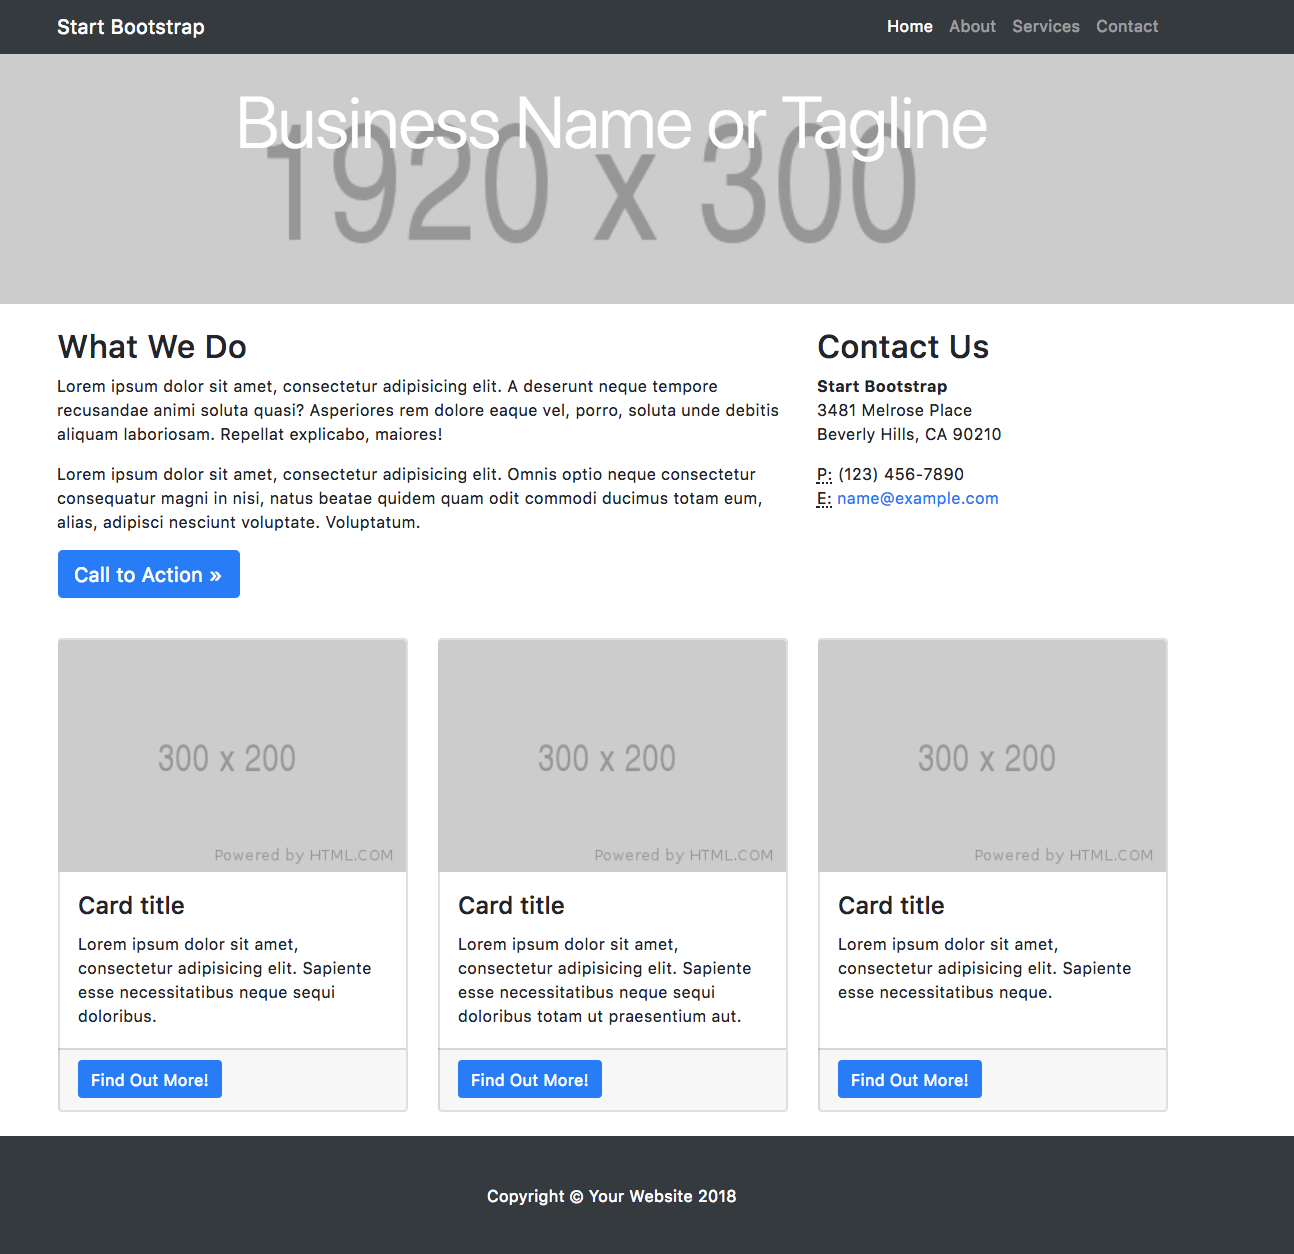 Start Bootstrap
Home About Services Contact
Business Name or Tagline
1920 x 300
What We Do
Lorem ipsum dolor sit amet, consectetur adipisicing elit. A deserunt neque tempore
recusandae animi soluta quasi? Asperiores rem dolore eaque vel, porro, soluta unde debitis
aliquam laboriosam. Repellat explicabo, maiores!
Lorem ipsum dolor sit amet, consectetur adipisicing elit. Omnis optio neque consectetur
consequatur magni in nisi, natus beatae quidem quam odit commodi ducimus totam eum,
alias, adipisci nesciunt voluptate. Voluptatum.
Call to Action »
Contact Us
Start Bootstrap
3481 Melrose Place
Beverly Hills, CA 90210
P: (123) 456-7890
E: name@example.com
300 x 200
Powered by HTML.COM
Card title
Lorem ipsum dolor sit amet,
consectetur adipisicing elit. Sapiente
esse necessitatibus neque sequi
doloribus.
Find Out More!
300 x 200
Powered by HTML.COM
Card title
Lorem ipsum dolor sit amet,
consectetur adipisicing elit. Sapiente
esse necessitatibus neque sequi
doloribus totam ut praesentium aut.
Find Out More!
300 x 200
Powered by HTML.COM
Card title
Lorem ipsum dolor sit amet,
consectetur adipisicing elit. Sapiente
esse necessitatibus neque.
Find Out More!
Copyright © Your Website 2018